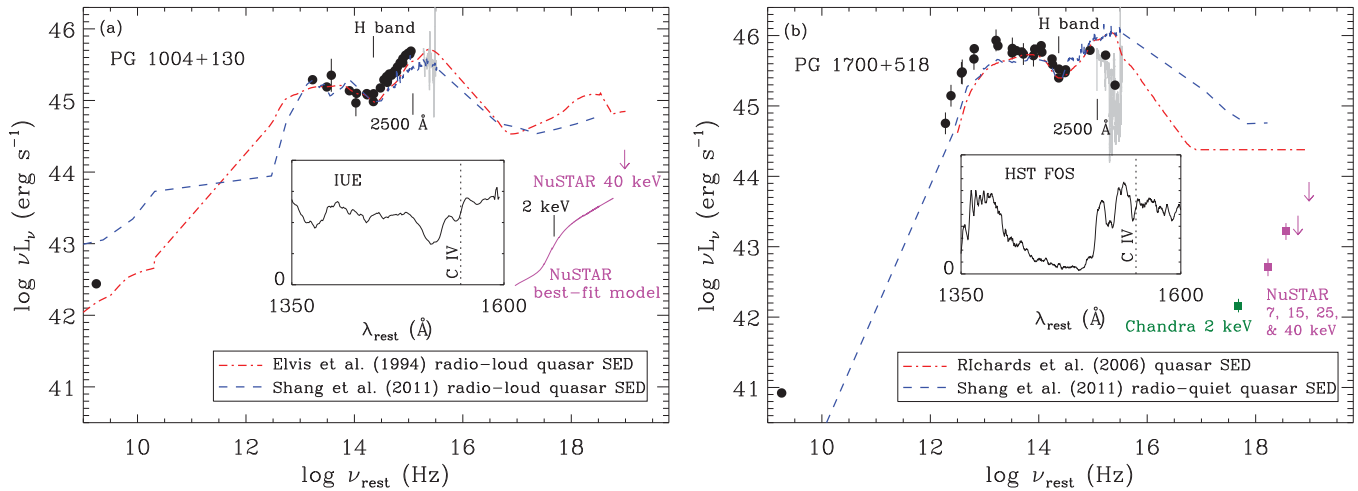 (a)
H band
PG 1004+130
2500 Å
IUE
NuSTAR 40 keV
2 keV
C IV
NuSTAR
best-fit model
0
1350
1600
λrest (Å)
Elvis et al. (1994) radio-loud quasar SED
Shang et al. (2011) radio-loud quasar SED
46
45
44
43
42
41
log νLν (erg s−1)
10
12
14
16
18
log νrest (Hz)
(b)
H band
PG 1700+518
2500 Å
HST FOS
C IV
0
1350
1600
λrest (Å)
Chandra 2 keV
NuSTAR
7, 15, 25,
& 40 keV
RIchards et al. (2006) quasar SED
Shang et al. (2011) radio-quiet quasar SED
46
45
44
43
42
41
log νLν (erg s−1)
10
12
14
16
18
log νrest (Hz)